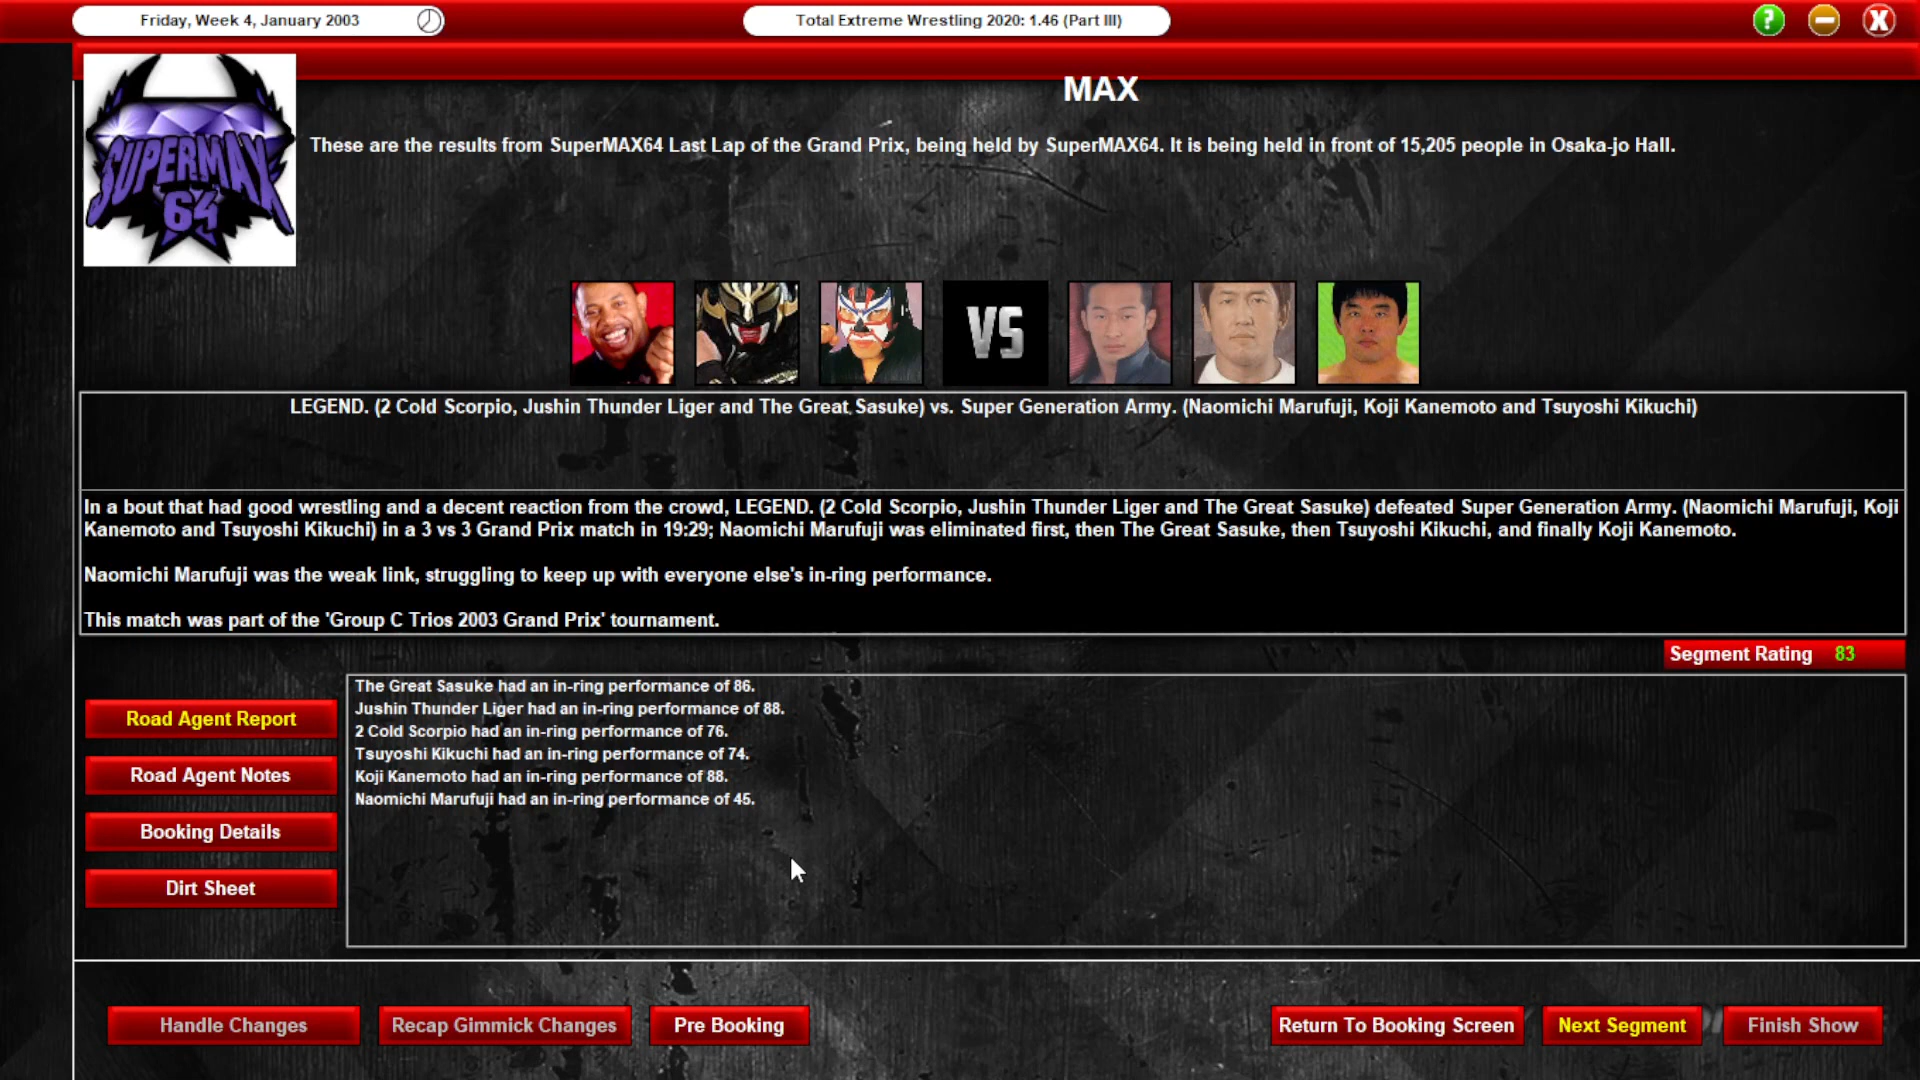 Friday, Week 4, January 2003
Total Extreme Wrestling 2020: 1.46 (Part III)
?
X
SUPERMAX
64
MAX
These are the results from SuperMAX64 Last Lap of the Grand Prix, being held by SuperMAX64. It is being held in front of 15,205 people in Osaka-jo Hall.
VS
LEGEND. (2 Cold Scorpio, Jushin Thunder Liger and The Great Sasuke) vs. Super Generation Army. (Naomichi Marufuji, Koji Kanemoto and Tsuyoshi Kikuchi)
In a bout that had good wrestling and a decent reaction from the crowd, LEGEND. (2 Cold Scorpio, Jushin Thunder Liger and The Great Sasuke) defeated Super Generation Army. (Naomichi Marufuji, Koji
Kanemoto and Tsuyoshi Kikuchi) in a 3 vs 3 Grand Prix match in 19:29; Naomichi Marufuji was eliminated first, then The Great Sasuke, then Tsuyoshi Kikuchi, and finally Koji Kanemoto.
Naomichi Marufuji was the weak link, struggling to keep up with everyone else's in-ring performance.
This match was part of the 'Group C Trios 2003 Grand Prix' tournament.
Segment Rating 83
Road Agent Report
Road Agent Notes
Booking Details
Dirt Sheet
The Great Sasuke had an in-ring performance of 86.
Jushin Thunder Liger had an in-ring performance of 88.
2 Cold Scorpio had an in-ring performance of 76.
Tsuyoshi Kikuchi had an in-ring performance of 74.
Koji Kanemoto had an in-ring performance of 88.
Naomichi Marufuji had an in-ring performance of 45.
Handle Changes
Recap Gimmick Changes
Pre Booking
Return To Booking Screen
Next Segment
Finish Show